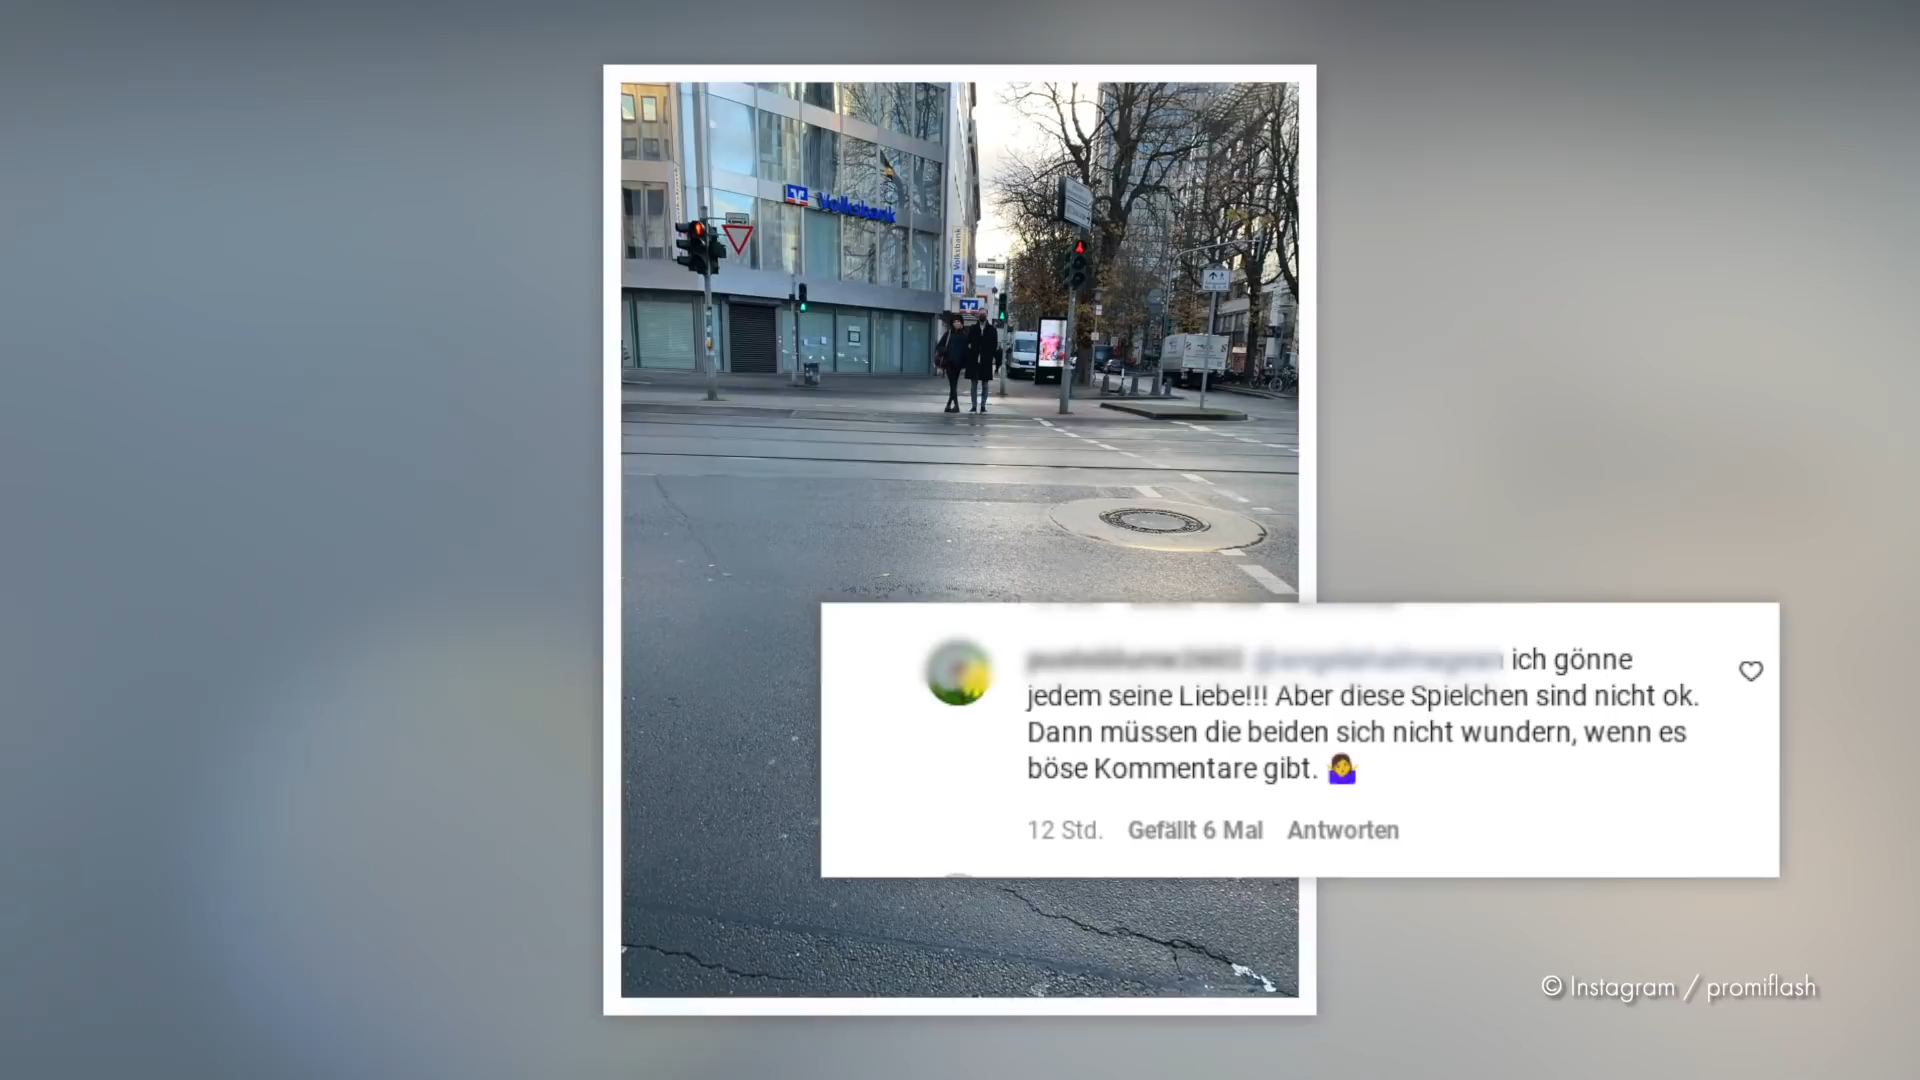 Volksbank
Volksbank
ich gönne
jedem seine Liebe!!! Aber diese Spielchen sind nicht ok.
Dann müssen die beiden sich nicht wundern, wenn es
böse Kommentare gibt. 🤷‍♀️
12 Std. Gefällt 6 Mal Antworten
© Instagram / promiflash